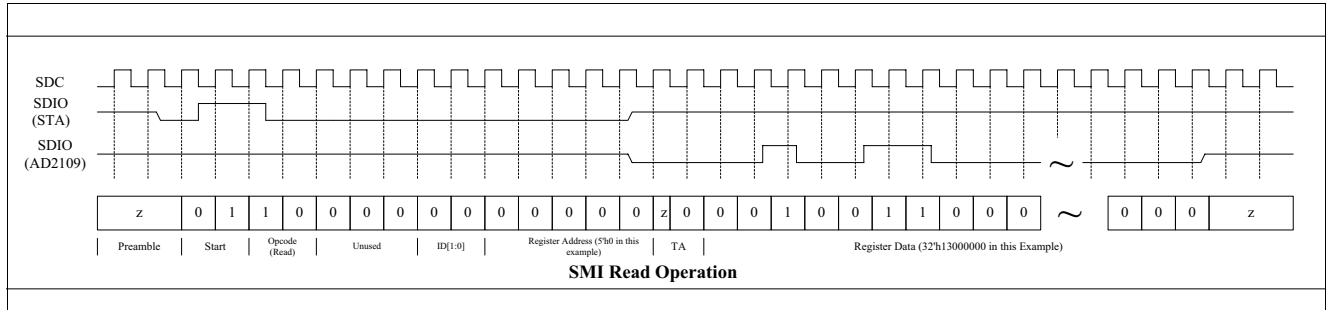 SDC
SDIO
(STA)
SDIO
(AD2109)
~
z 0 1 1 0 0 0 0 0 0 0 0 0 0 0 z 0 0 0 1 0 0 1 1 0 0 0 ~ 0 0 0 z
Preamble Start Opcode (Read) Unused ID[1:0] Register Address (5'h0 in this example) TA Register Data (32'h13000000 in this Example)
SMI Read Operation